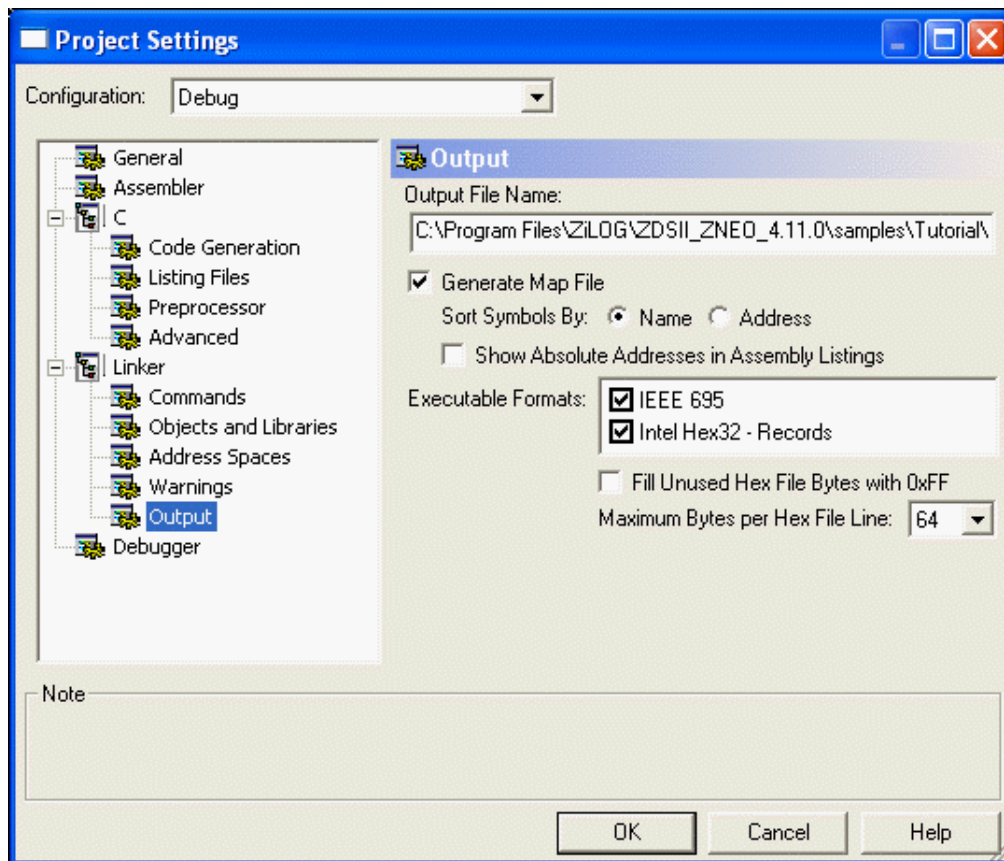 Project Settings
Configuration: Debug
General
Assembler
C
Code Generation
Listing Files
Preprocessor
Advanced
Linker
Commands
Objects and Libraries
Address Spaces
Warnings
Output
Debugger
Output
Output File Name:
C:\Program Files\ZiLOG\ZDSII_ZNEO_4.11.0\samples\Tutorial\
Generate Map File
Sort Symbols By: Name Address
Show Absolute Addresses in Assembly Listings
Executable Formats: IEEE 695
Intel Hex32 - Records
Fill Unused Hex File Bytes with 0xFF
Maximum Bytes per Hex File Line: 64
Note
OK Cancel Help